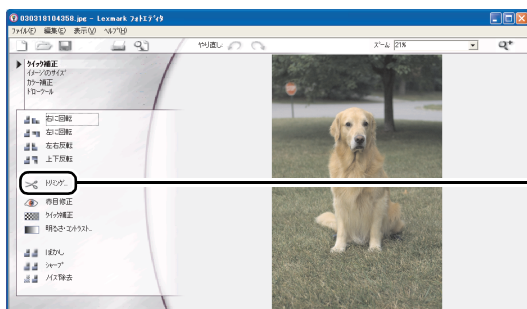 030318104358.jpg - Lexmark フォトエディタ
ファイル(F) 編集(E) 表示(V) ヘルプ(H)
やり直し ズーム 21%
クイック補正
イメージのサイズ
カラー補正
ドローツール
右に回転
左に回転
左右反転
上下反転
トリミング...
赤目修正
クイック補正
明るさ・コントラスト...
ぼかし
シャープ
ノイズ除去